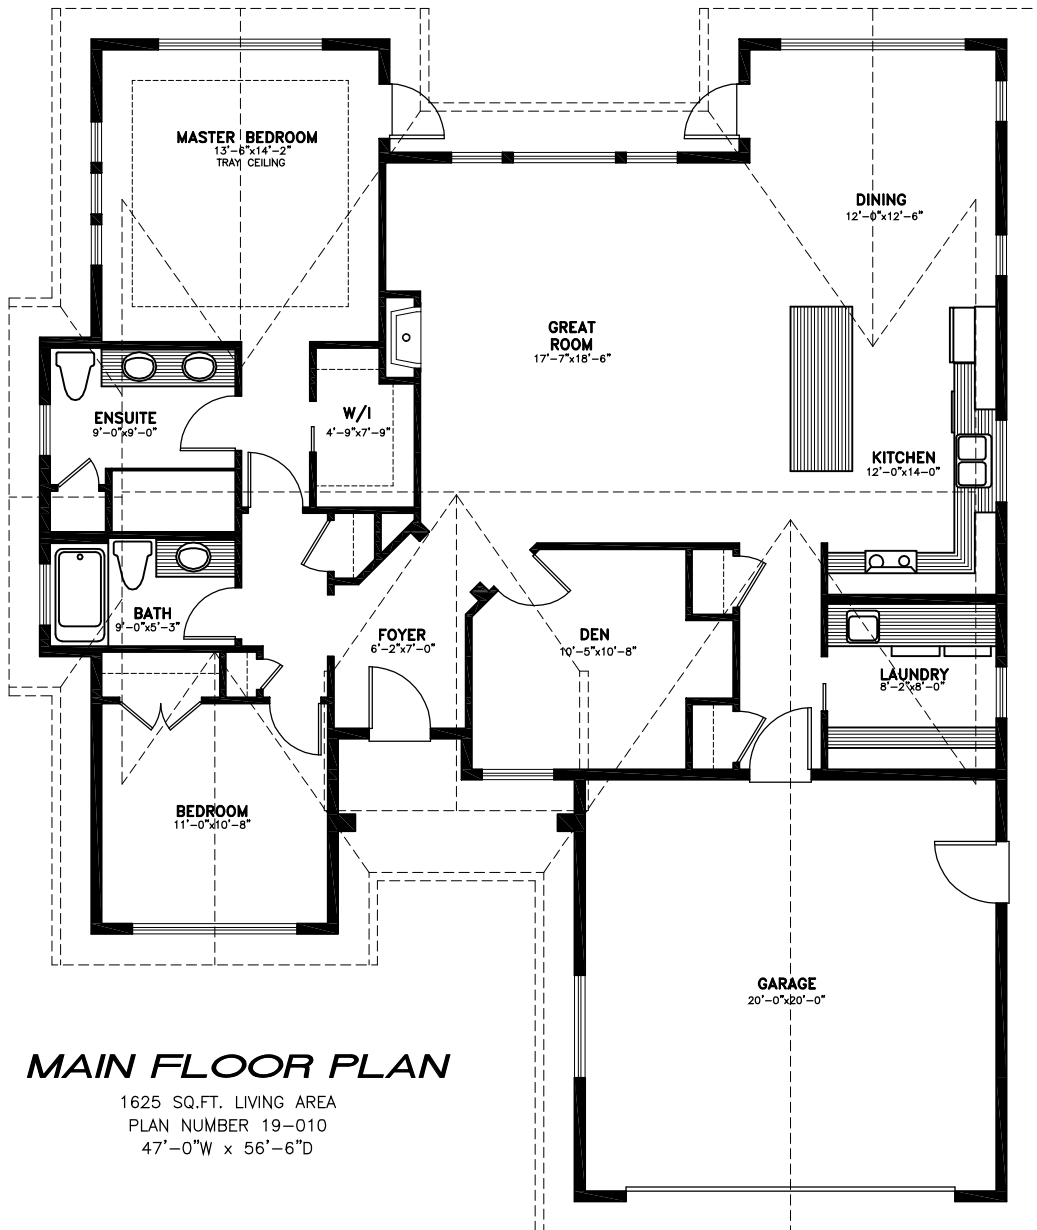 MASTER BEDROOM
13'-6"x14'-2"
TRAY CEILING
DINING
12'-0"x12'-6"
GREAT
ROOM
17'-7"x18'-6"
ENSUITE
9'-0"x9'-0"
W/I
4'-9"x7'-9"
KITCHEN
12'-0"x14'-0"
BATH
9'-0"x5'-3"
FOYER
6'-2"x7'-0"
DEN
10'-5"x10'-8"
LAUNDRY
8'-2"x8'-0"
BEDROOM
11'-0"x10'-8"
GARAGE
20'-0"x20'-0"
MAIN FLOOR PLAN
1625 SQ.FT. LIVING AREA
PLAN NUMBER 19-010
47'-0"W x 56'-6"D